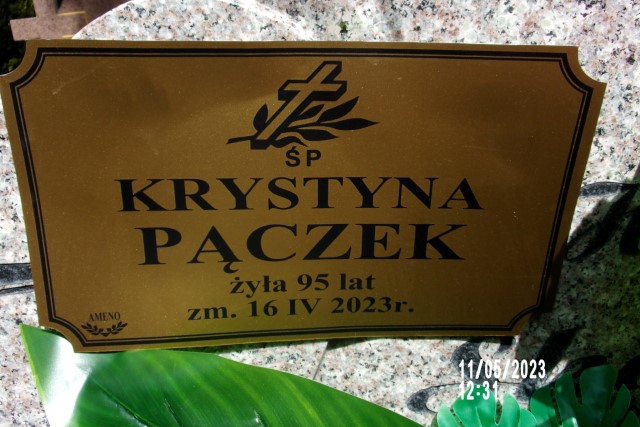 ŚP
KRYSTYNA
PĄCZEK
żyła 95 lat
zm. 16 IV 2023r.
AMENO
11/05/2023
12:31